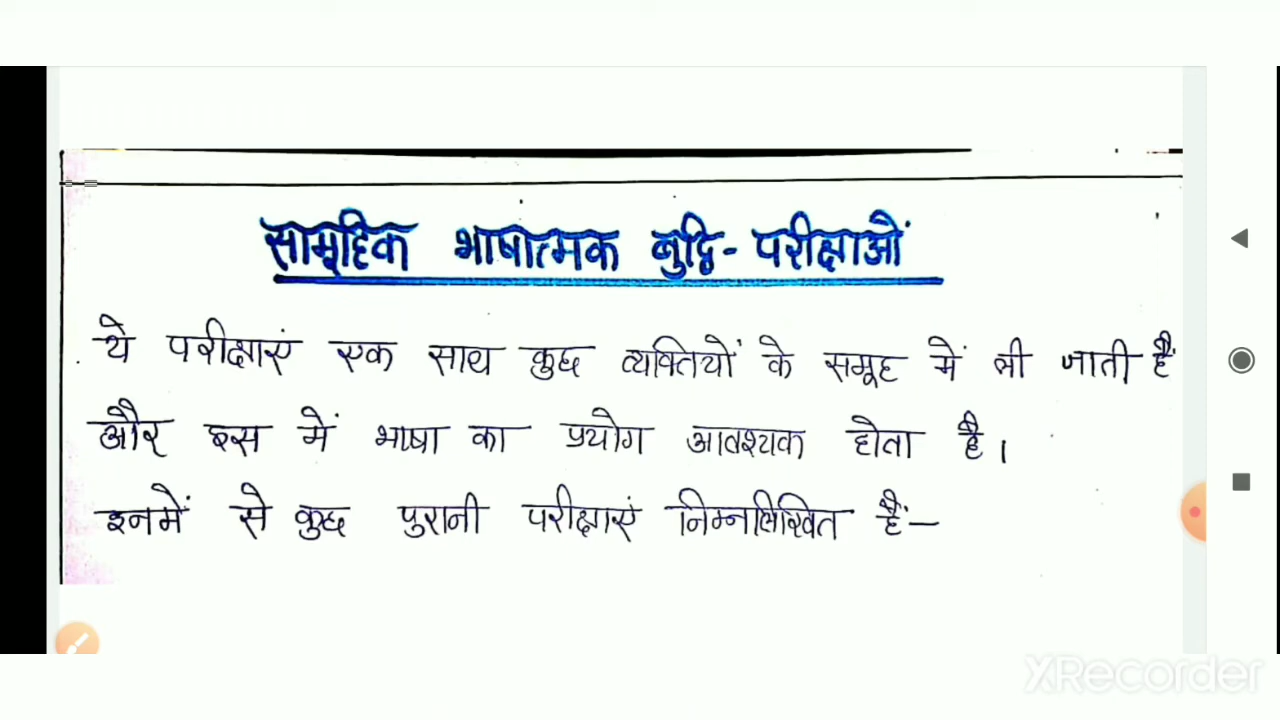 सामूहिक भाषात्मक बुद्धि-परीक्षाओं
ये परीक्षाएं एक साथ कुछ व्यक्तियों के समूह में ली जाती हैं
और इस में भाषा का प्रयोग आवश्यक होता है।
इनमें से कुछ पुरानी परीक्षाएं निम्नलिखित हैं-
XRecorder